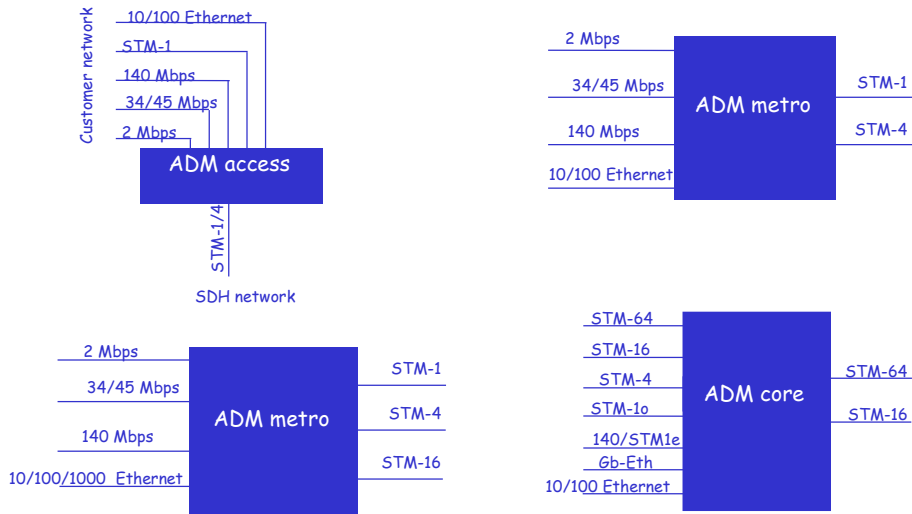 Customer network
10/100 Ethernet
STM-1
140 Mbps
34/45 Mbps
2 Mbps
ADM access
STM-1/4
SDH network
2 Mbps
34/45 Mbps
140 Mbps
10/100 Ethernet
ADM metro
STM-1
STM-4
2 Mbps
34/45 Mbps
140 Mbps
10/100/1000 Ethernet
ADM metro
STM-1
STM-4
STM-16
STM-64
STM-16
STM-4
STM-1o
140/STM1e
Gb-Eth
10/100 Ethernet
ADM core
STM-64
STM-16